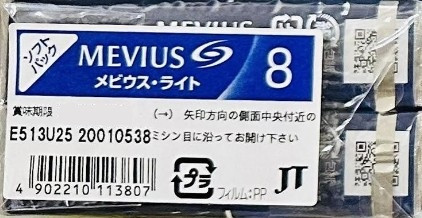 ソフト
パック
MEVIUS
メビウス・ライト
8
賞味期限
(→) 矢印方向の側面中央付近の
E513U25 20010538
ミシン目に沿ってお開け下さい
4 902210 113807
プラ
フィルム:PP
JT